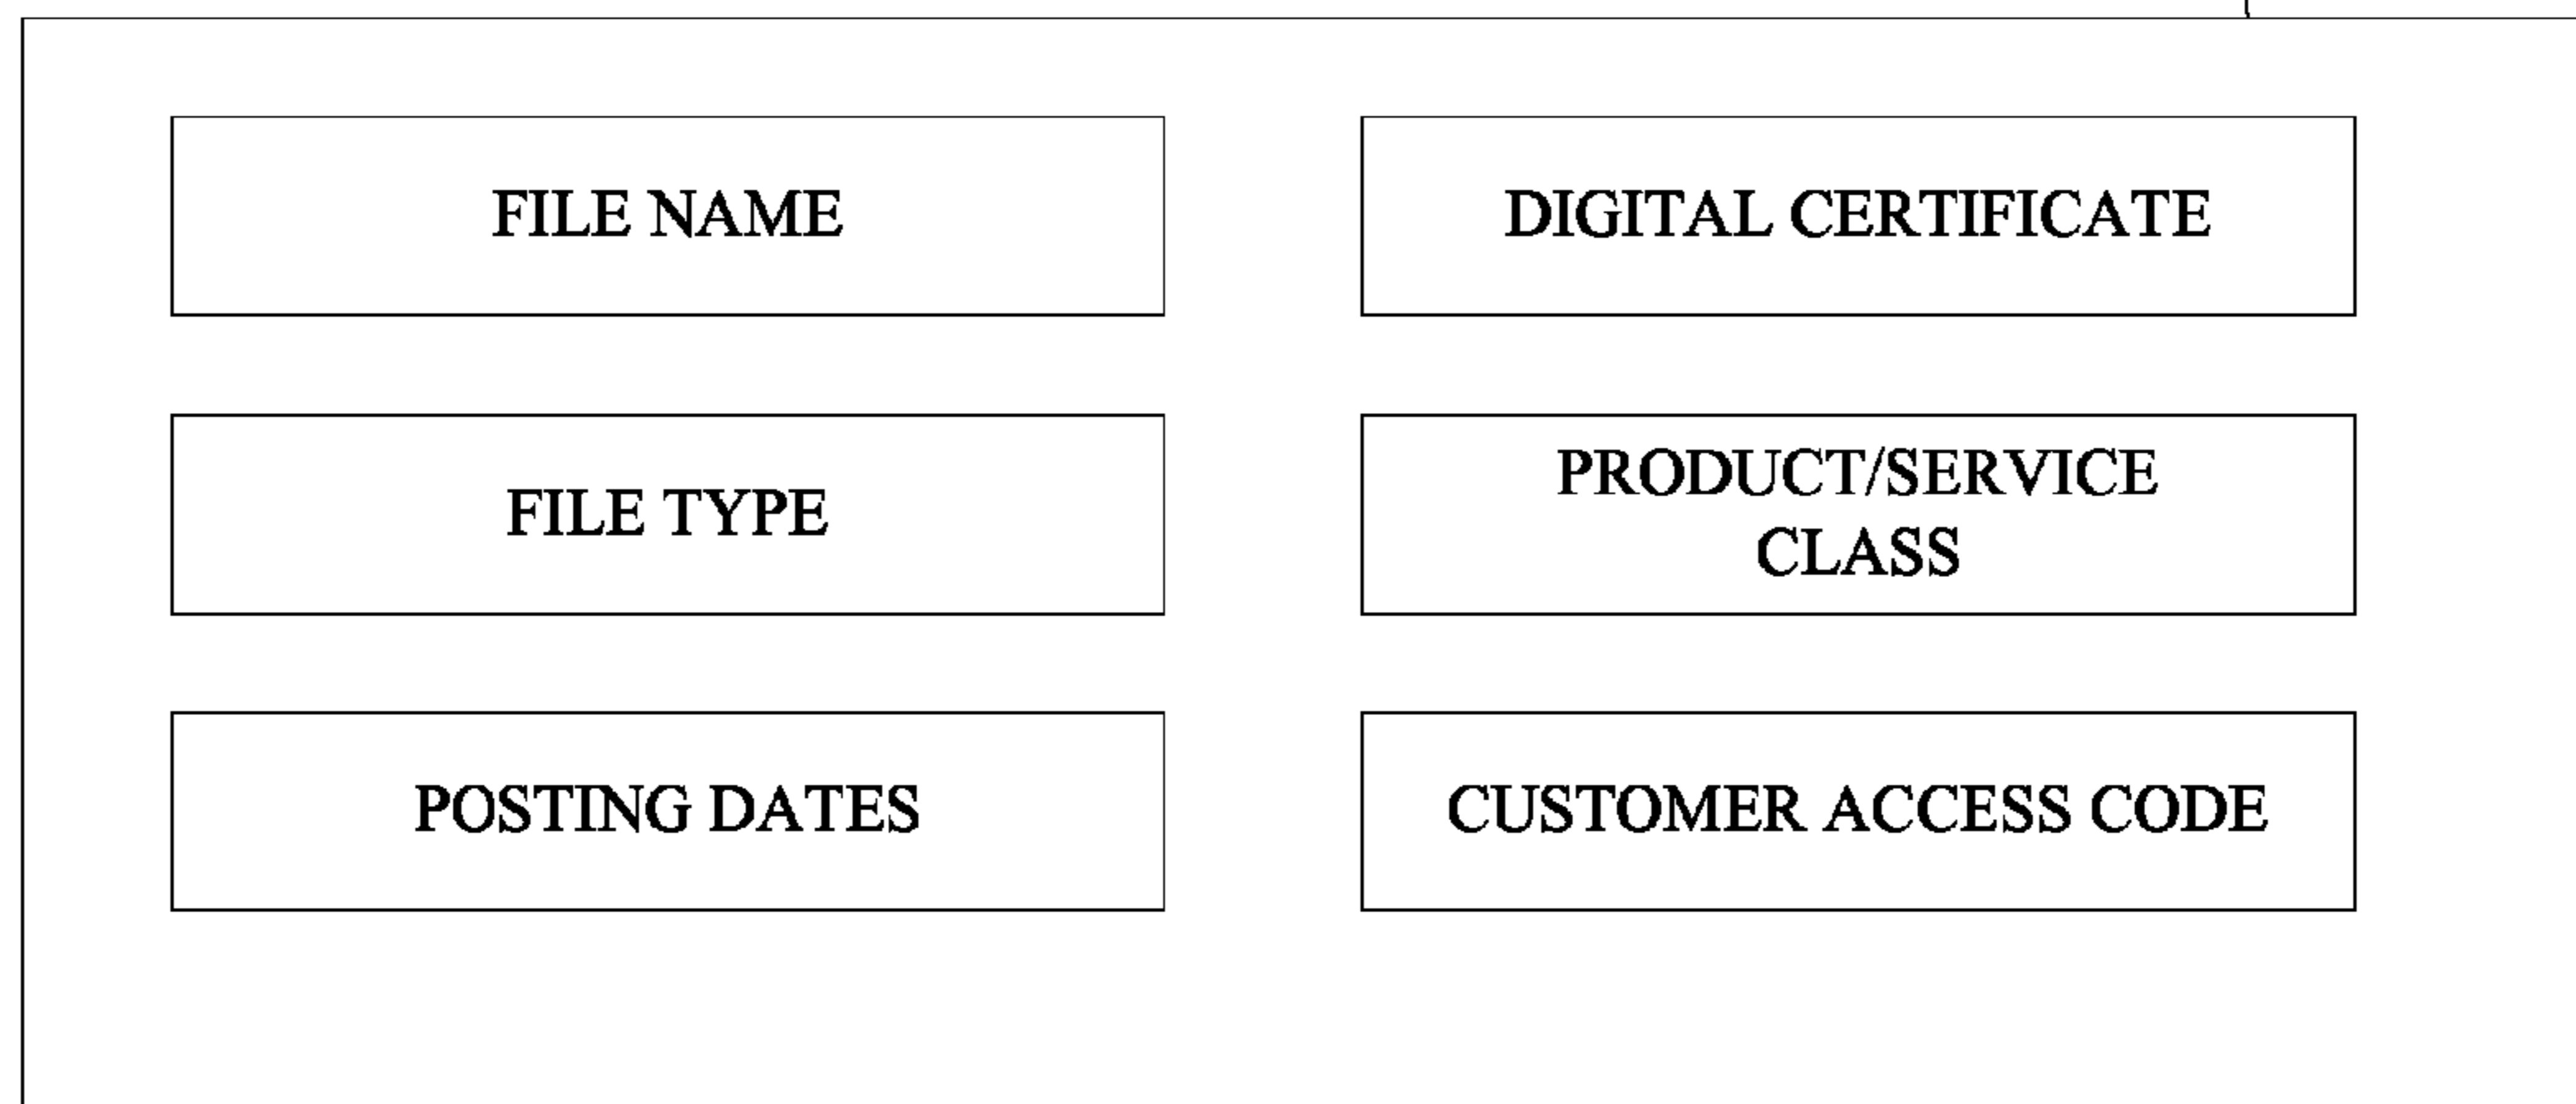 FILE NAME
DIGITAL CERTIFICATE
FILE TYPE
PRODUCT/SERVICE
CLASS
POSTING DATES
CUSTOMER ACCESS CODE